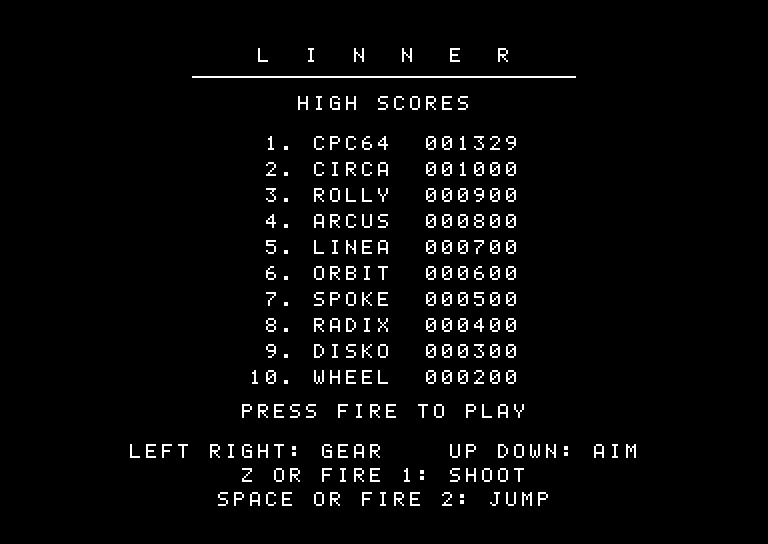 L I N N E R
HIGH SCORES
1. CPC64 001329
2. CIRCA 001000
3. ROLLY 000900
4. ARCUS 000800
5. LINEA 000700
6. ORBIT 000600
7. SPOKE 000500
8. RADIX 000400
9. DISKO 000300
10. WHEEL 000200
PRESS FIRE TO PLAY
LEFT RIGHT: GEAR UP DOWN: AIM
Z OR FIRE 1: SHOOT
SPACE OR FIRE 2: JUMP